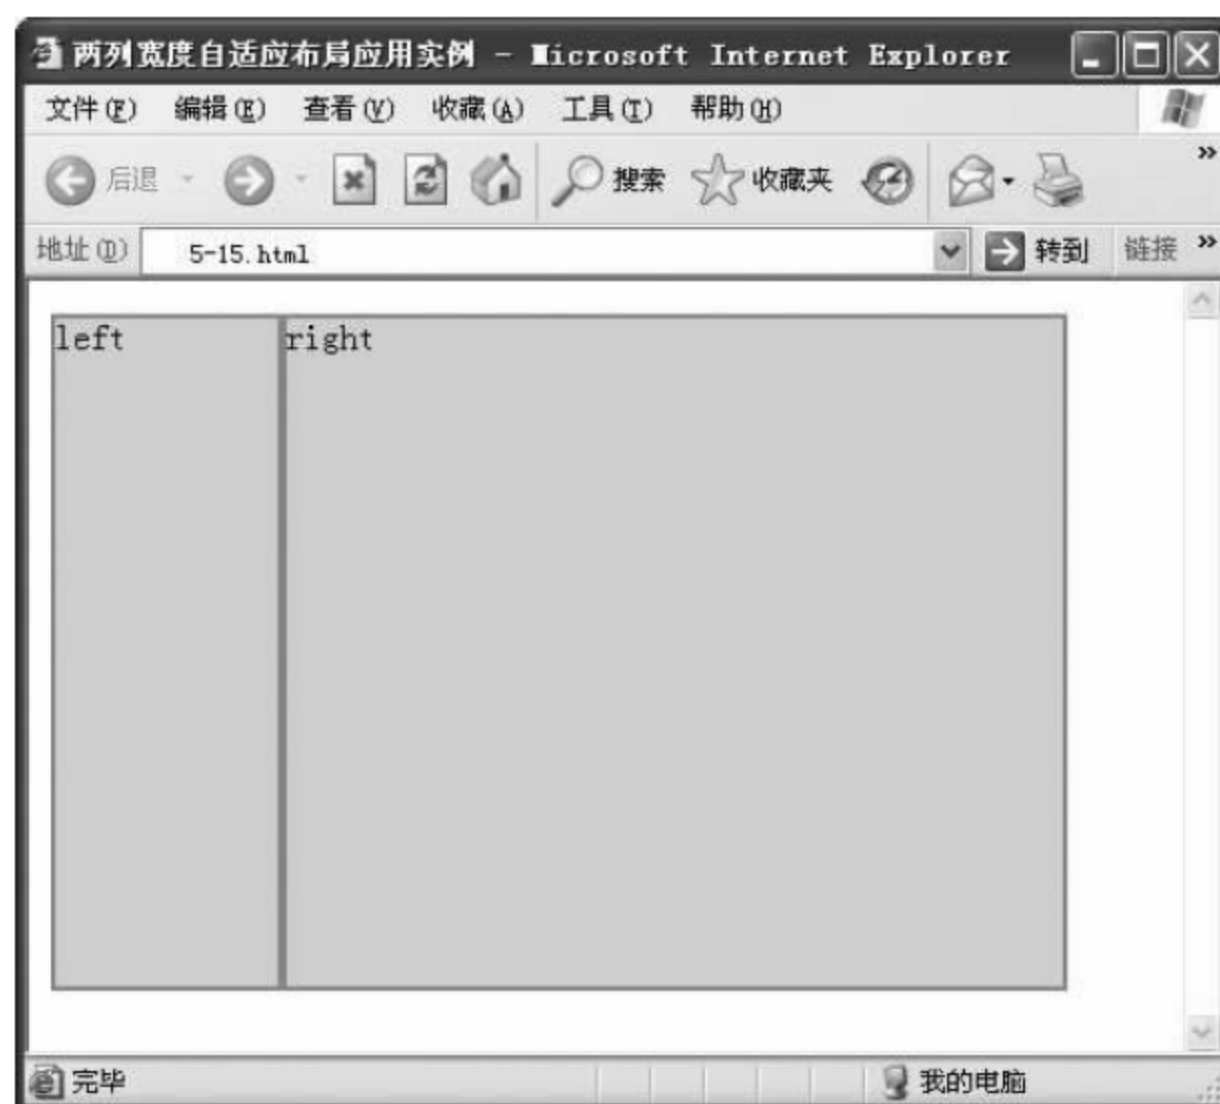 两列宽度自适应布局应用实例 - Microsoft Internet Explorer
文件(F) 编辑(E) 查看(V) 收藏(A) 工具(T) 帮助(H)
后退 搜索 收藏夹 »
地址(D) 5-15.html 转到 链接 »
left right
完毕 我的电脑